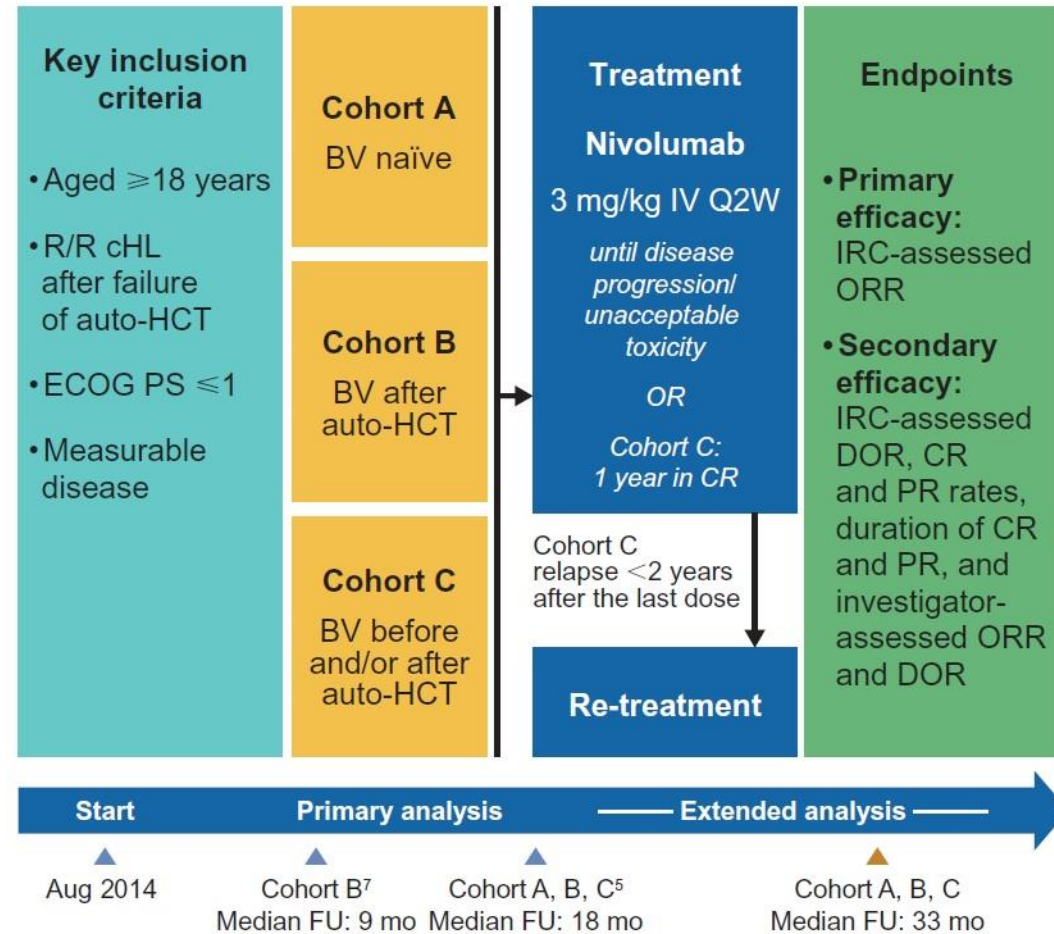 Key inclusion
criteria
• Aged ⩾18 years
• R/R cHL
after failure
of auto-HCT
• ECOG PS ⩽1
• Measurable
disease
Cohort A
BV naïve
Cohort B
BV after
auto-HCT
Cohort C
BV before
and/or after
auto-HCT
Treatment
Nivolumab
3 mg/kg IV Q2W
until disease
progression/
unacceptable
toxicity
OR
Cohort C:
1 year in CR
Cohort C
relapse <2 years
after the last dose
Re-treatment
Endpoints
• Primary
efficacy:
IRC-assessed
ORR
• Secondary
efficacy:
IRC-assessed
DOR, CR
and PR rates,
duration of CR
and PR, and
investigator-
assessed ORR
and DOR
Start
Primary analysis
Extended analysis
Aug 2014
Cohort B⁷
Median FU: 9 mo
Cohort A, B, C⁵
Median FU: 18 mo
Cohort A, B, C
Median FU: 33 mo